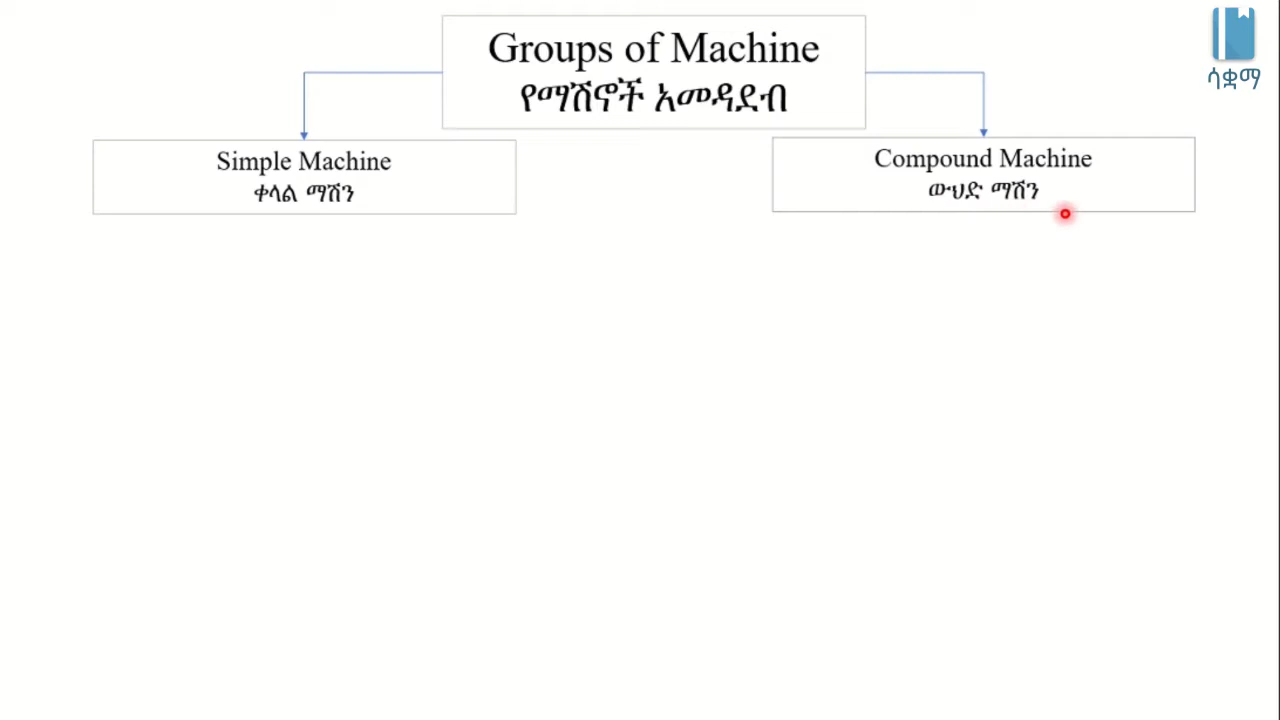 Groups of Machine
የማሽኖች አመዳደብ
ሳቋማ
Simple Machine
ቀላል ማሽን
Compound Machine
ውህድ ማሽን